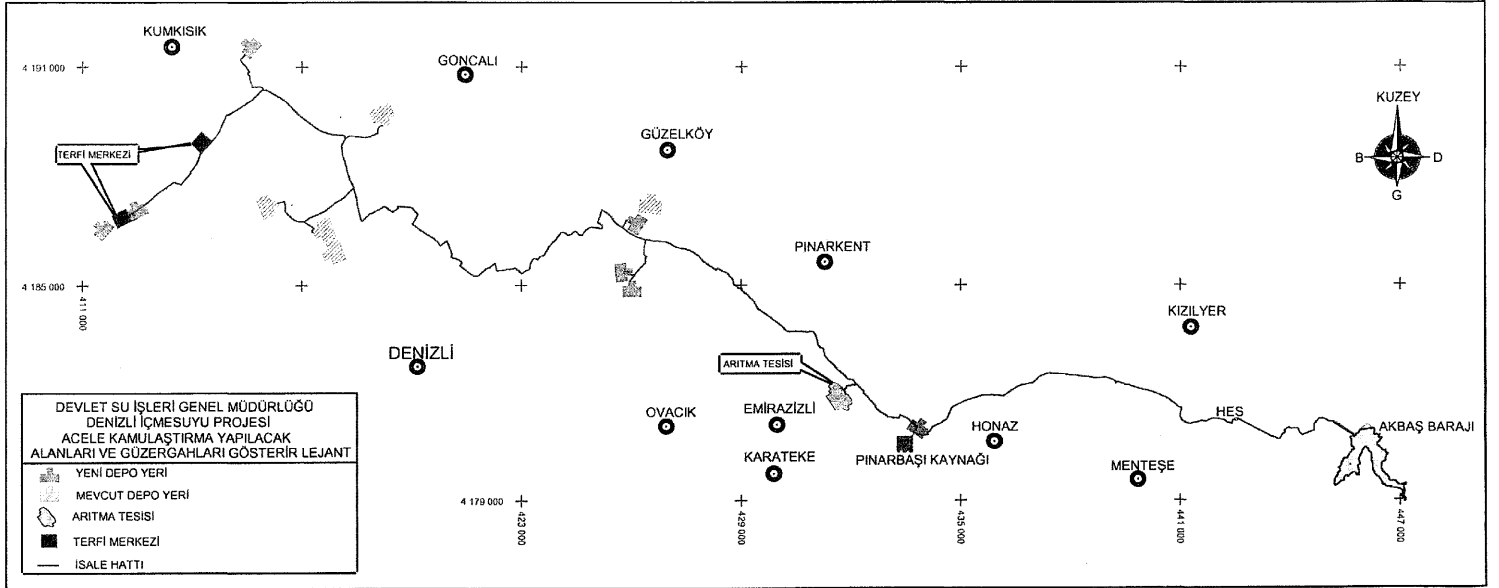 KUMKISIK
GONCALI
4 191 000
KUZEY
GÜZELKÖY
TERFİ MERKEZİ
B
D
G
PINARKENT
4 185 000
411 000
KIZILYER
DENİZLİ
ARITMA TESİSİ
OVACIK
EMİRAZİZLİ
HONAZ
HES
AKBAŞ BARAJI
KARATEKE
PINARBAŞI KAYNAĞI
MENTEŞE
4 179 000
423 000
429 000
435 000
441 000
447 000
DEVLET SU İŞLERİ GENEL MÜDÜRLÜĞÜ
DENİZLİ İÇMESUYU PROJESİ
ACELE KAMULAŞTIRMA YAPILACAK
ALANLARI VE GÜZERGAHLARI GÖSTERİR LEJANT
YENİ DEPO YERİ
MEVCUT DEPO YERİ
ARITMA TESİSİ
TERFİ MERKEZİ
İSALE HATTI